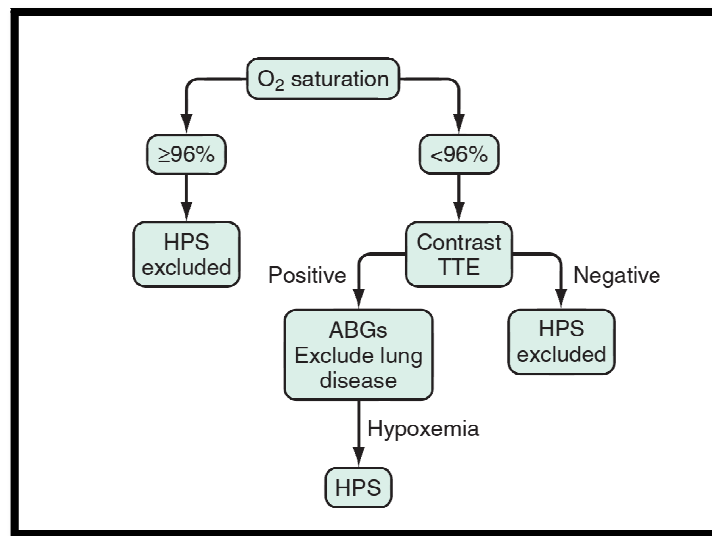 O₂ saturation
≥96%
<96%
HPS
excluded
Contrast
TTE
Positive
Negative
ABGs
Exclude lung
disease
HPS
excluded
Hypoxemia
HPS